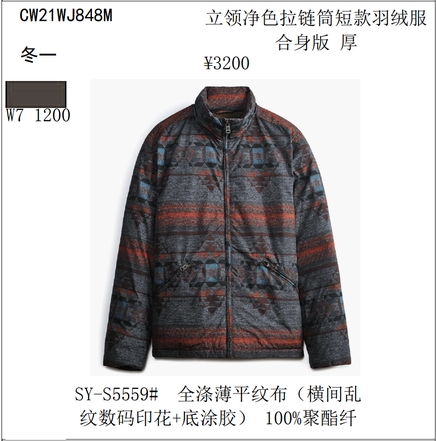 CW21WJ848M
立领净色拉链筒短款羽绒服
合身版 厚
冬一
¥3200
W7 1200
SY-S5559# 全涤薄平纹布（横间乱
纹数码印花+底涂胶） 100%聚酯纤